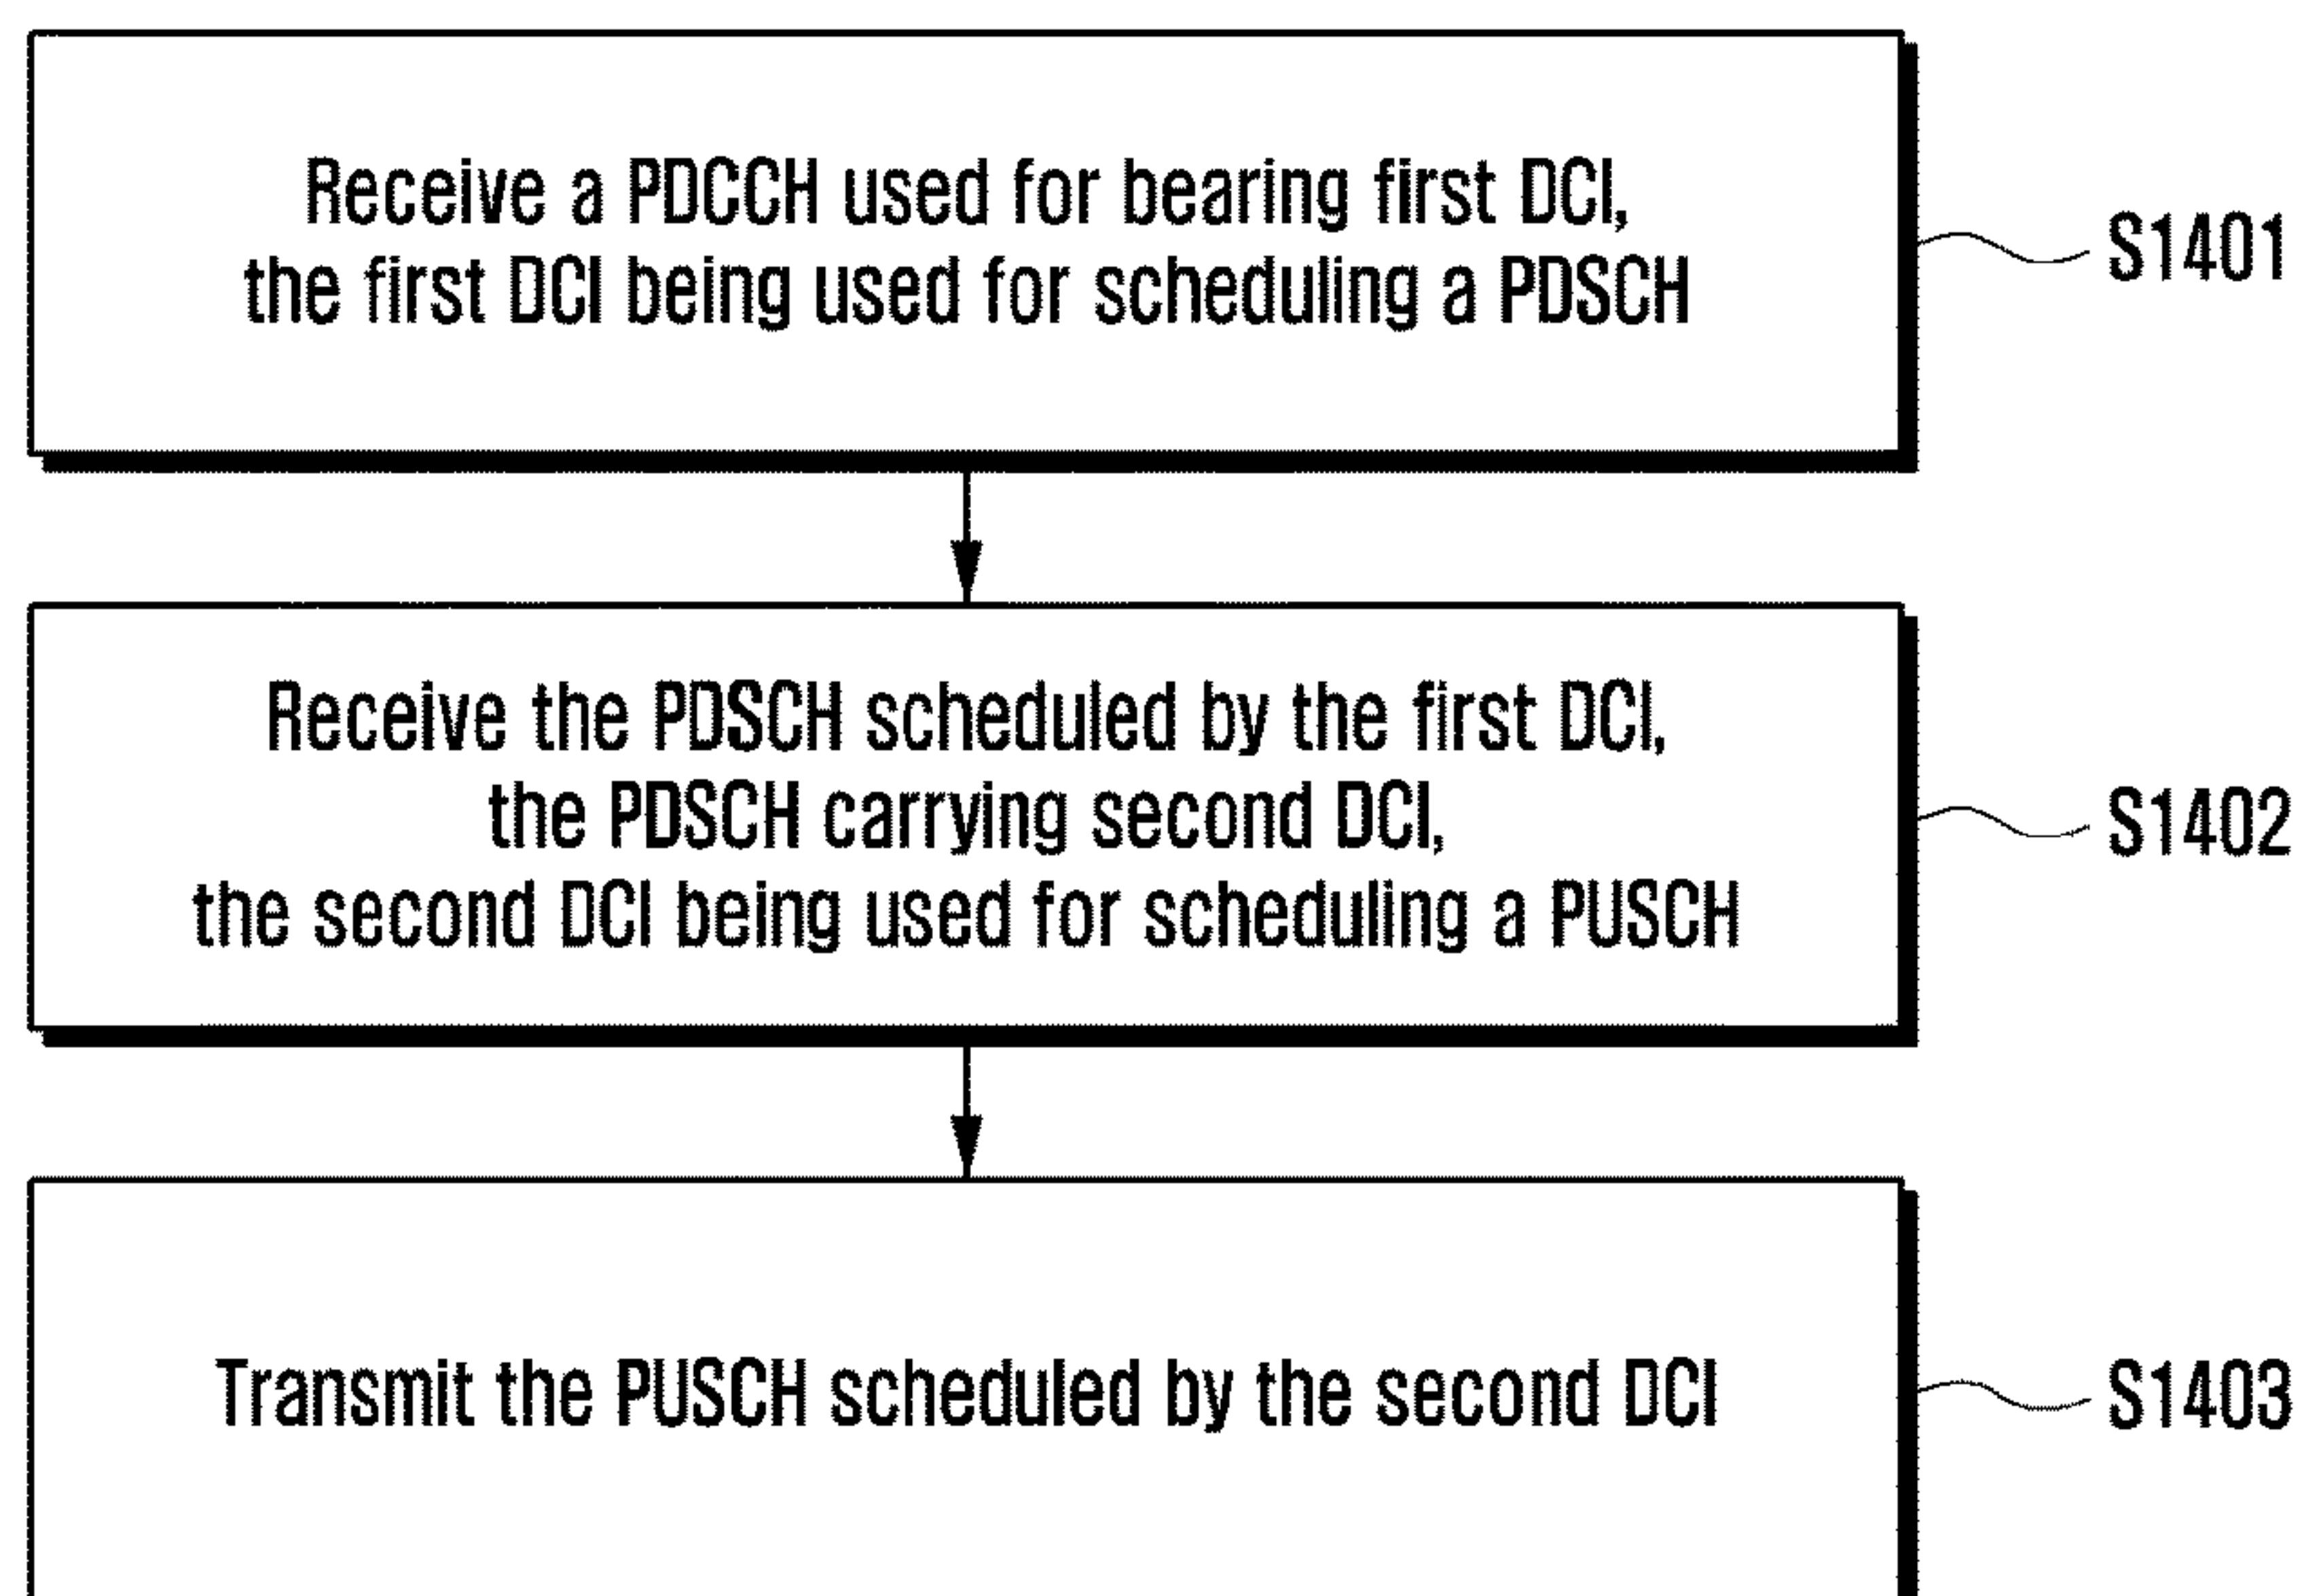 Receive a PDCCH used for bearing first DCI,
the first DCI being used for scheduling a PDSCH
S1401
Receive the PDSCH scheduled by the first DCI,
the PDSCH carrying second DCI,
the second DCI being used for scheduling a PUSCH
S1402
Transmit the PUSCH scheduled by the second DCI
S1403